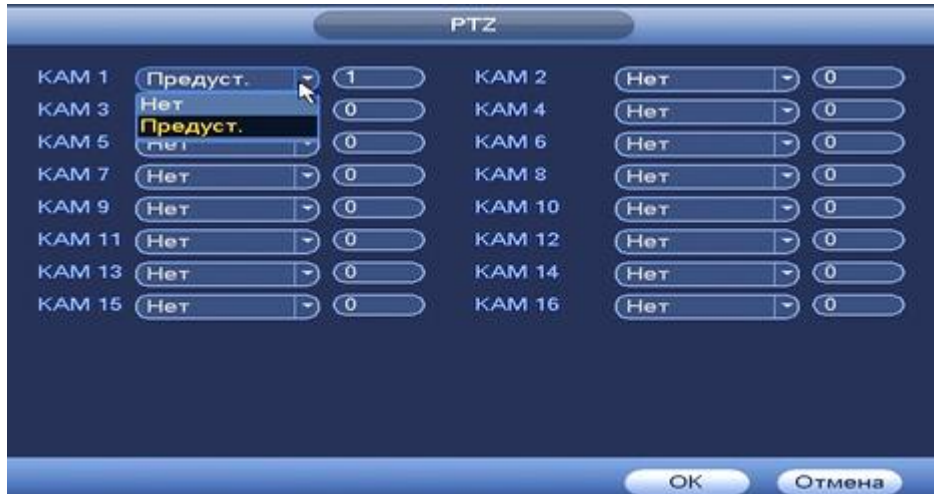 PTZ
КАМ 1 Предуст. 1 КАМ 2 Нет 0
Нет
Предуст.
КАМ 3 0 КАМ 4 Нет 0
КАМ 5 Нет 0 КАМ 6 Нет 0
КАМ 7 Нет 0 КАМ 8 Нет 0
КАМ 9 Нет 0 КАМ 10 Нет 0
КАМ 11 Нет 0 КАМ 12 Нет 0
КАМ 13 Нет 0 КАМ 14 Нет 0
КАМ 15 Нет 0 КАМ 16 Нет 0
OK Отмена